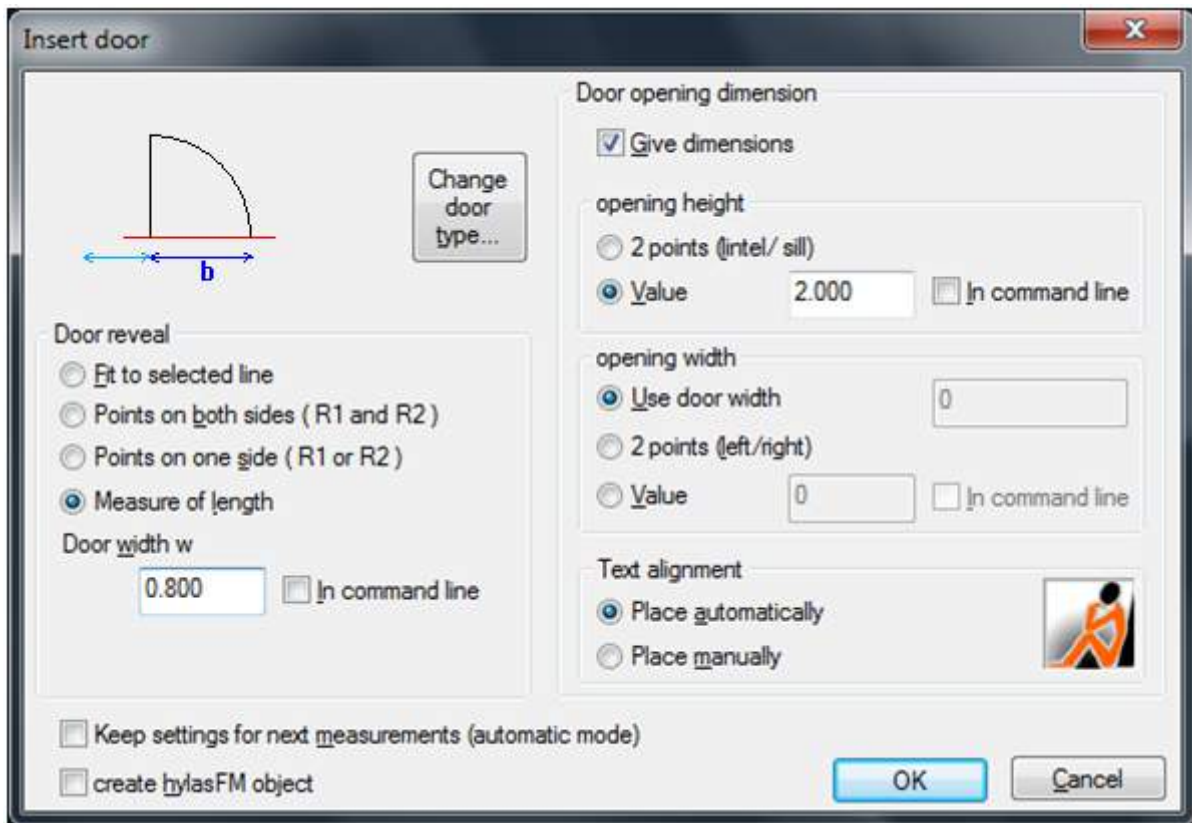 Insert door
b
Change
door
type...
Door reveal
Fit to selected line
Points on both sides ( R1 and R2 )
Points on one side ( R1 or R2 )
Measure of length
Door width w
0.800 In command line
Door opening dimension
Give dimensions
opening height
2 points (lintel/ sill)
Value 2.000 In command line
opening width
Use door width 0
2 points (left/right)
Value 0 In command line
Text alignment
Place automatically
Place manually
Keep settings for next measurements (automatic mode)
create hylasFM object
OK Cancel